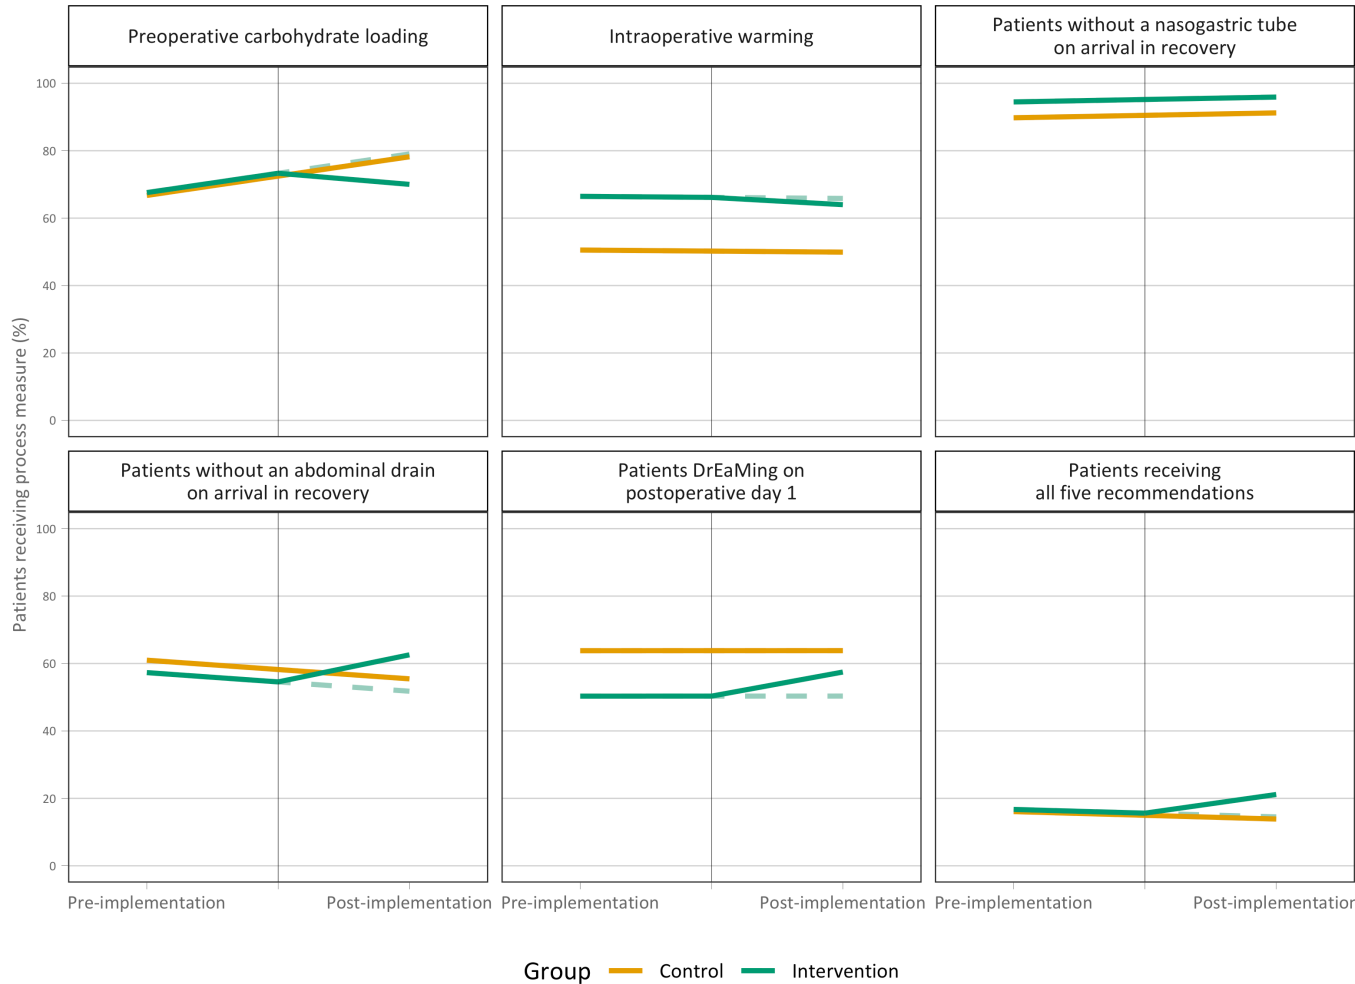 Preoperative carbohydrate loading
Intraoperative warming
Patients without a nasogastric tube
on arrival in recovery
100
80
60
40
20
0
Patients receiving process measure (%)
Patients without an abdominal drain
on arrival in recovery
Patients DrEaMing on
postoperative day 1
Patients receiving
all five recommendations
100
80
60
40
20
0
Pre-implementation
Post-implementation
Pre-implementation
Post-implementation
Pre-implementation
Post-implementation
Group Control Intervention